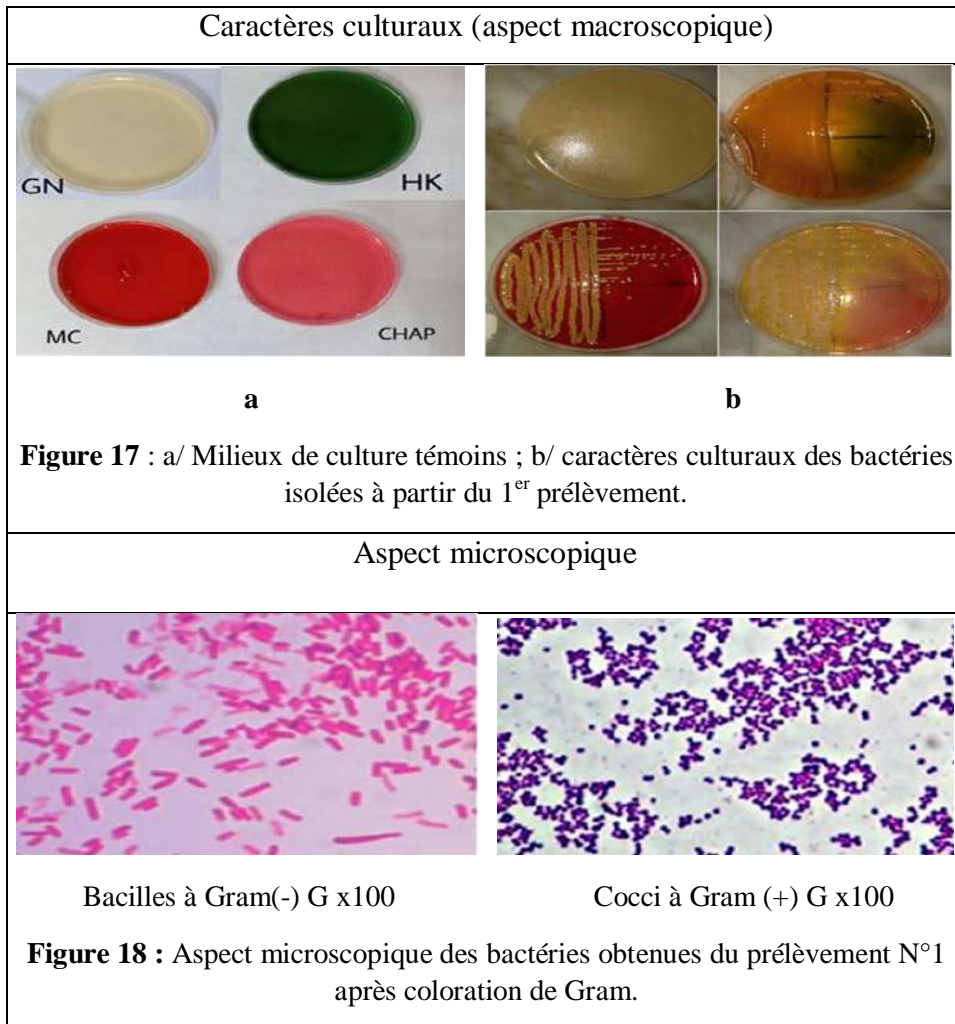 Caractères culturaux (aspect macroscopique)
GN
HK
MC
CHAP
a
b
Figure 17 : a/ Milieux de culture témoins ; b/ caractères culturaux des bactéries
isolées à partir du 1er prélèvement.
Aspect microscopique
Bacilles à Gram(-) G x100
Cocci à Gram (+) G x100
Figure 18 : Aspect microscopique des bactéries obtenues du prélèvement N°1
après coloration de Gram.